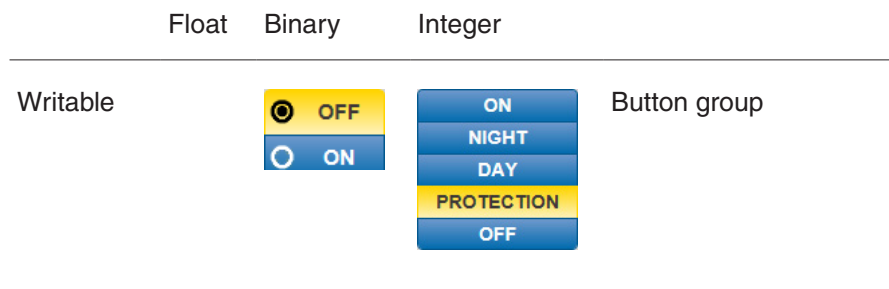 Float Binary Integer
Writable
OFF
ON
ON
NIGHT
DAY
PROTECTION
OFF
Button group